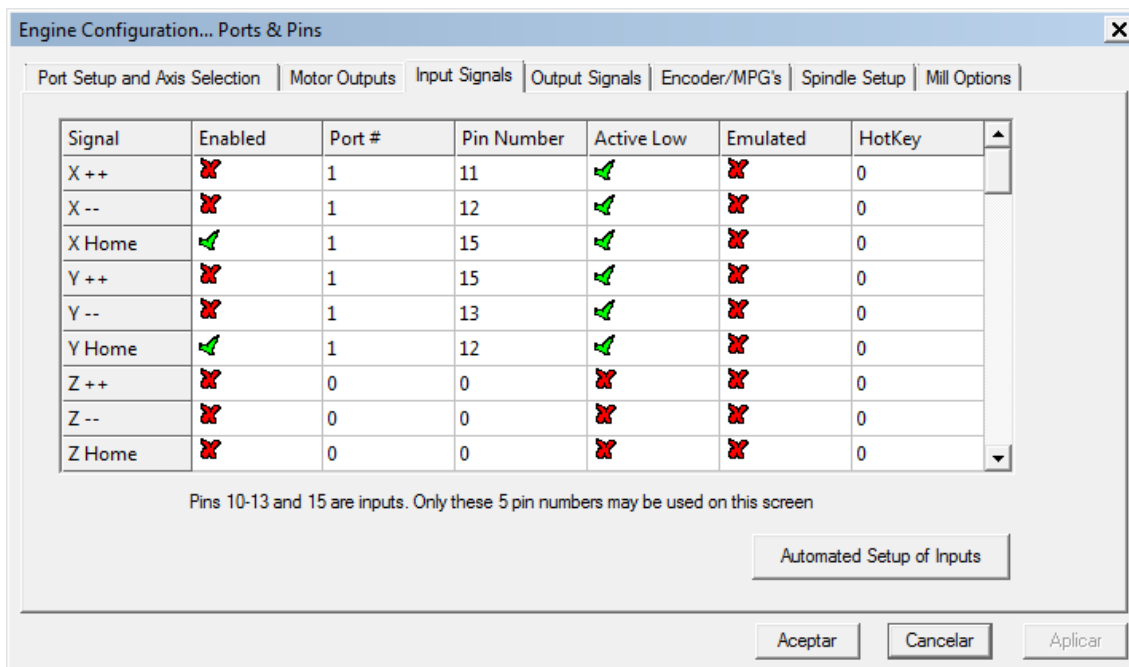 Engine Configuration... Ports & Pins
Port Setup and Axis Selection Motor Outputs Input Signals Output Signals Encoder/MPG's Spindle Setup Mill Options
Signal Enabled Port # Pin Number Active Low Emulated HotKey
X ++ 1 11 0
X -- 1 12 0
X Home 1 15 0
Y ++ 1 15 0
Y -- 1 13 0
Y Home 1 12 0
Z ++ 0 0 0
Z -- 0 0 0
Z Home 0 0 0
Pins 10-13 and 15 are inputs. Only these 5 pin numbers may be used on this screen
Automated Setup of Inputs
Aceptar Cancelar Aplicar